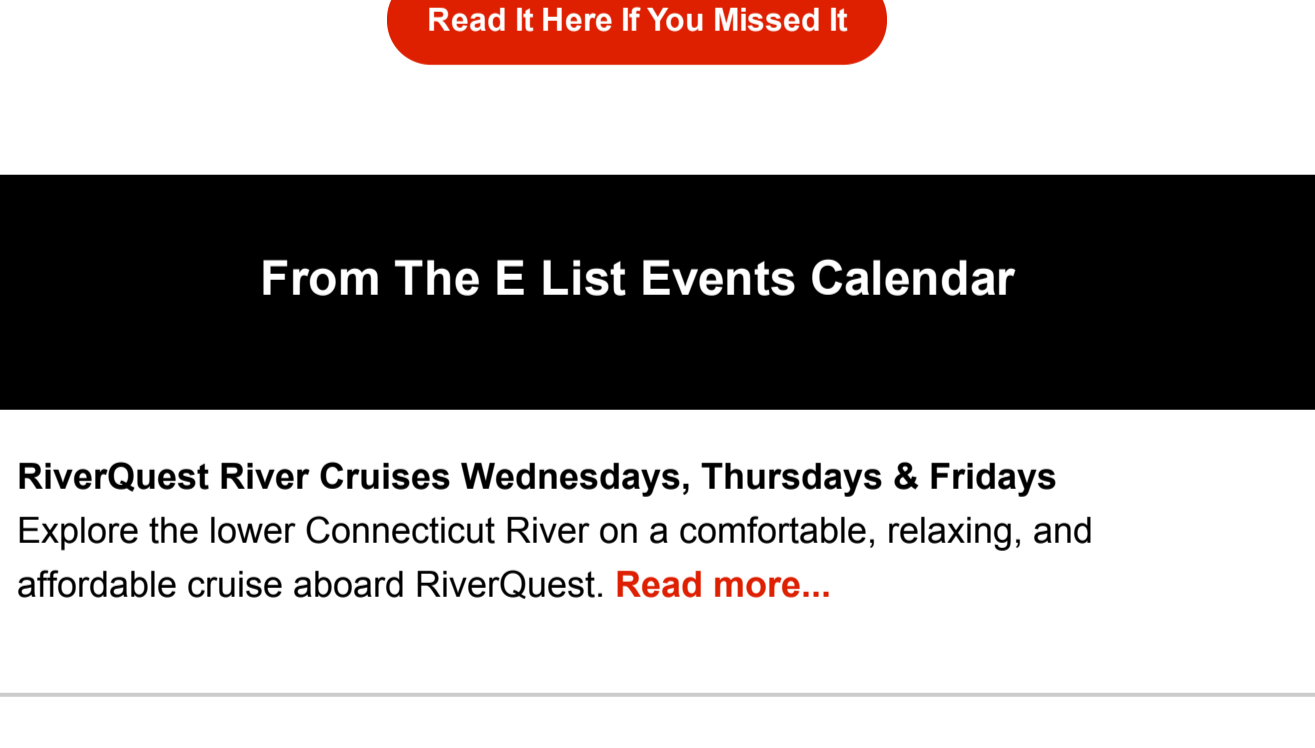 Read It Here If You Missed It
From The E List Events Calendar
RiverQuest River Cruises Wednesdays, Thursdays & Fridays
Explore the lower Connecticut River on a comfortable, relaxing, and
affordable cruise aboard RiverQuest. Read more...